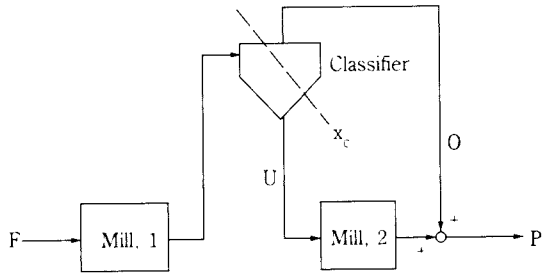 Classifier
x_c
O
U
F
Mill, 1
Mill, 2
P
+
+